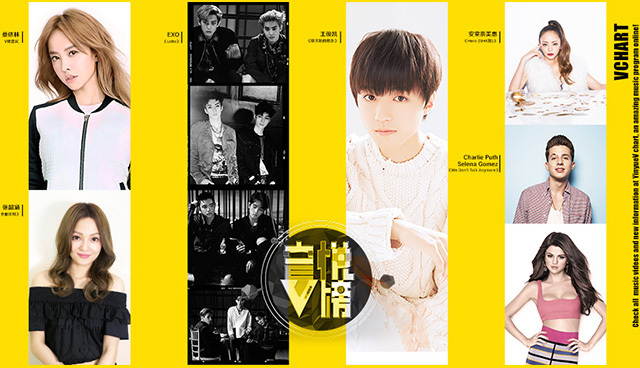 蔡依林
EXO
《Lotto》
王俊凯
安室奈美惠
Charlie Puth
Selena Gomez
《We Don't Talk Anymore》
张韶涵
音悦
V榜
VCHART
Check all music videos and new information at YinyueV chart, an amazing music program online!